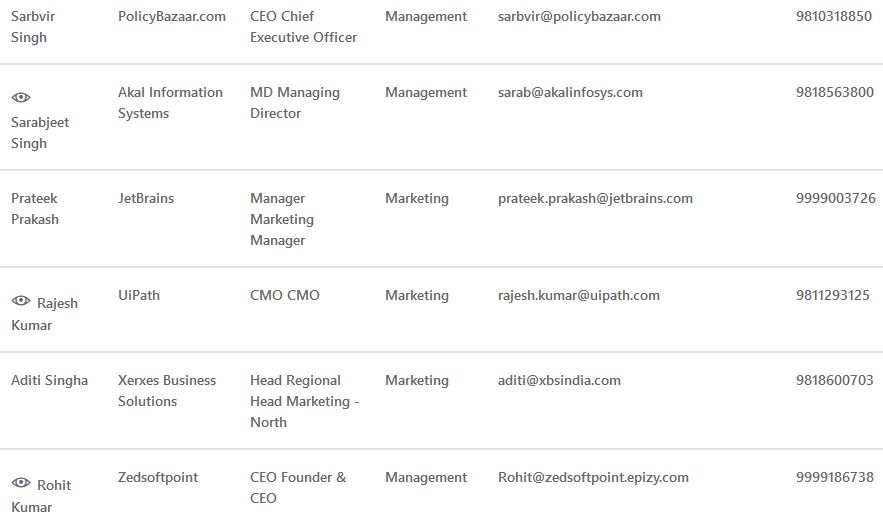 Sarbvir PolicyBazaar.com CEO Chief Management sarbvir@policybazaar.com 9810318850
Singh Executive Officer
Akal Information MD Managing Management sarab@akalinfosys.com 9818563800
Systems Director
Sarabjeet
Singh
Prateek JetBrains Manager Marketing prateek.prakash@jetbrains.com 9999003726
Prakash Marketing
Manager
Rajesh UiPath CMO CMO Marketing rajesh.kumar@uipath.com 9811293125
Kumar
Aditi Singha Xerxes Business Head Regional Marketing aditi@xbsindia.com 9818600703
Solutions Head Marketing -
North
Rohit Zedsoftpoint CEO Founder & Management Rohit@zedsoftpoint.epizy.com 9999186738
Kumar CEO